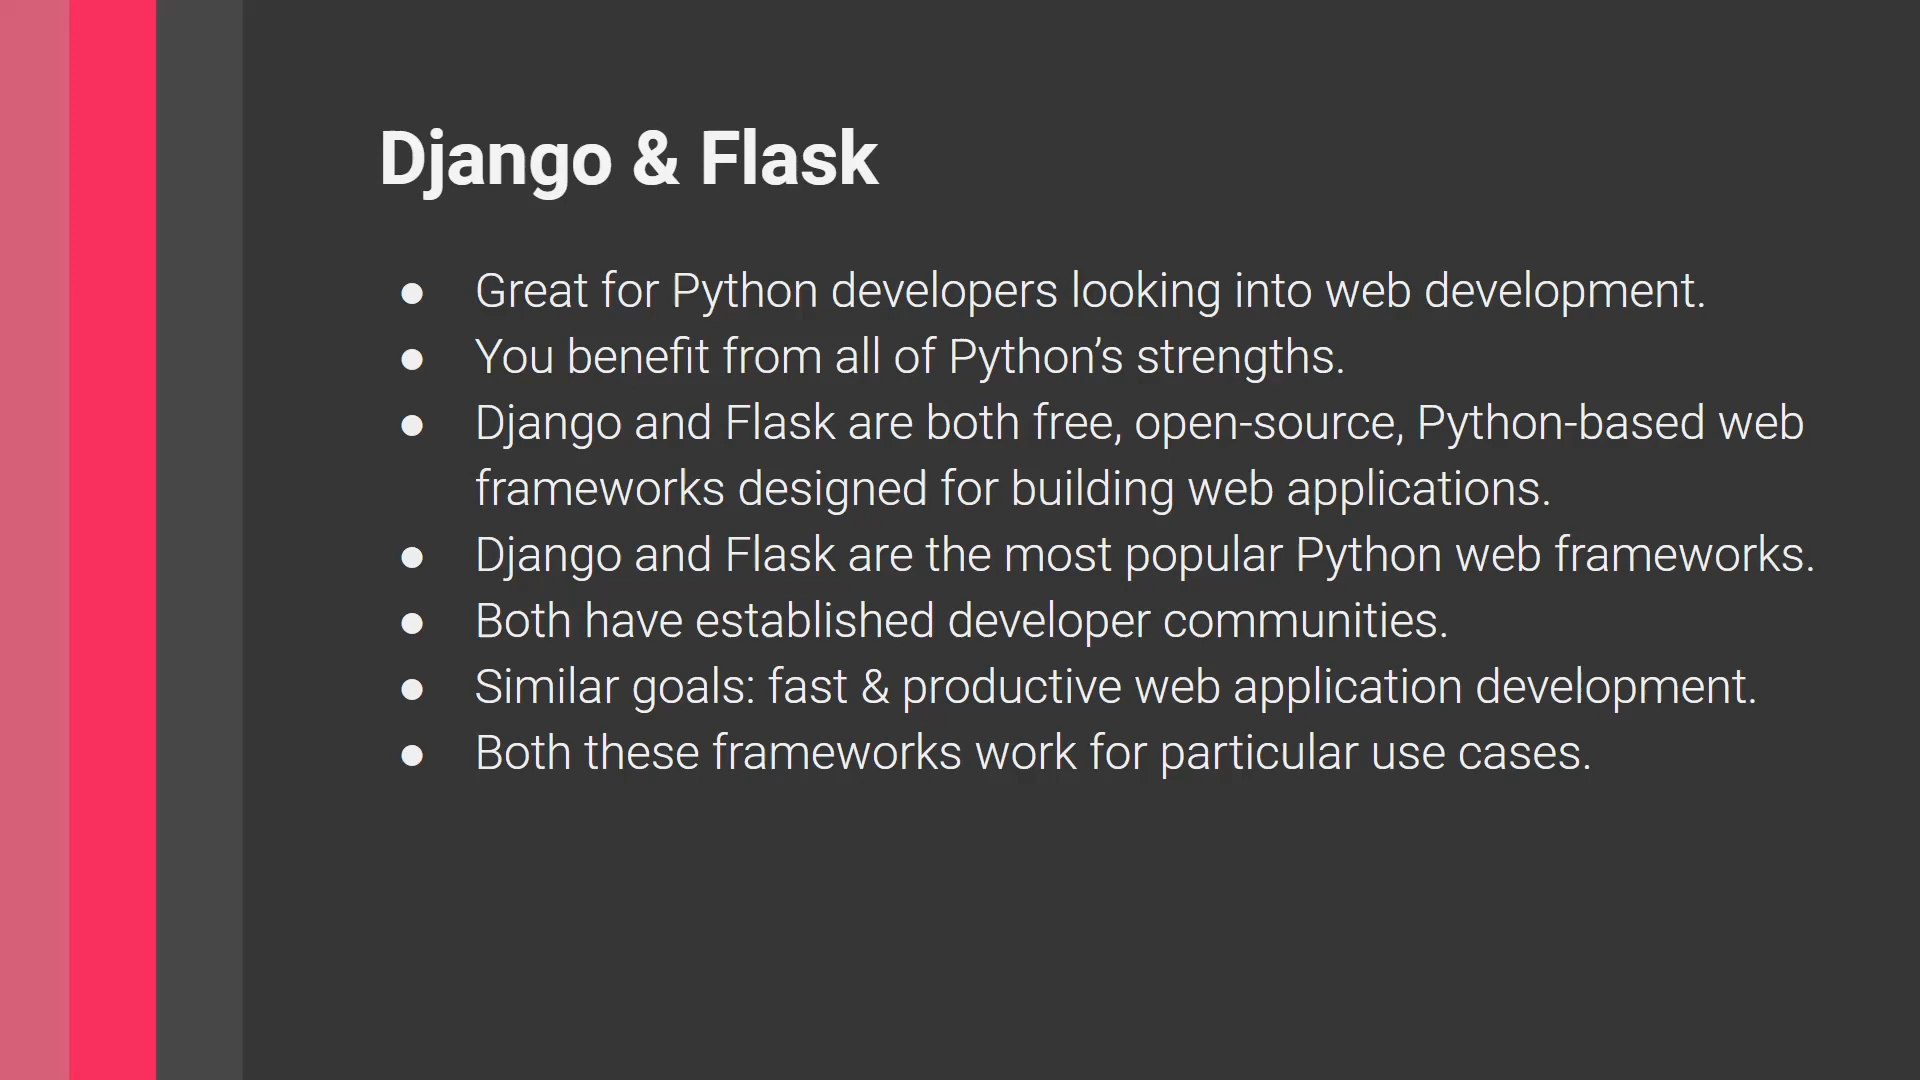 Django & Flask
● Great for Python developers looking into web development.
● You benefit from all of Python’s strengths.
● Django and Flask are both free, open-source, Python-based web
frameworks designed for building web applications.
● Django and Flask are the most popular Python web frameworks.
● Both have established developer communities.
● Similar goals: fast & productive web application development.
● Both these frameworks work for particular use cases.